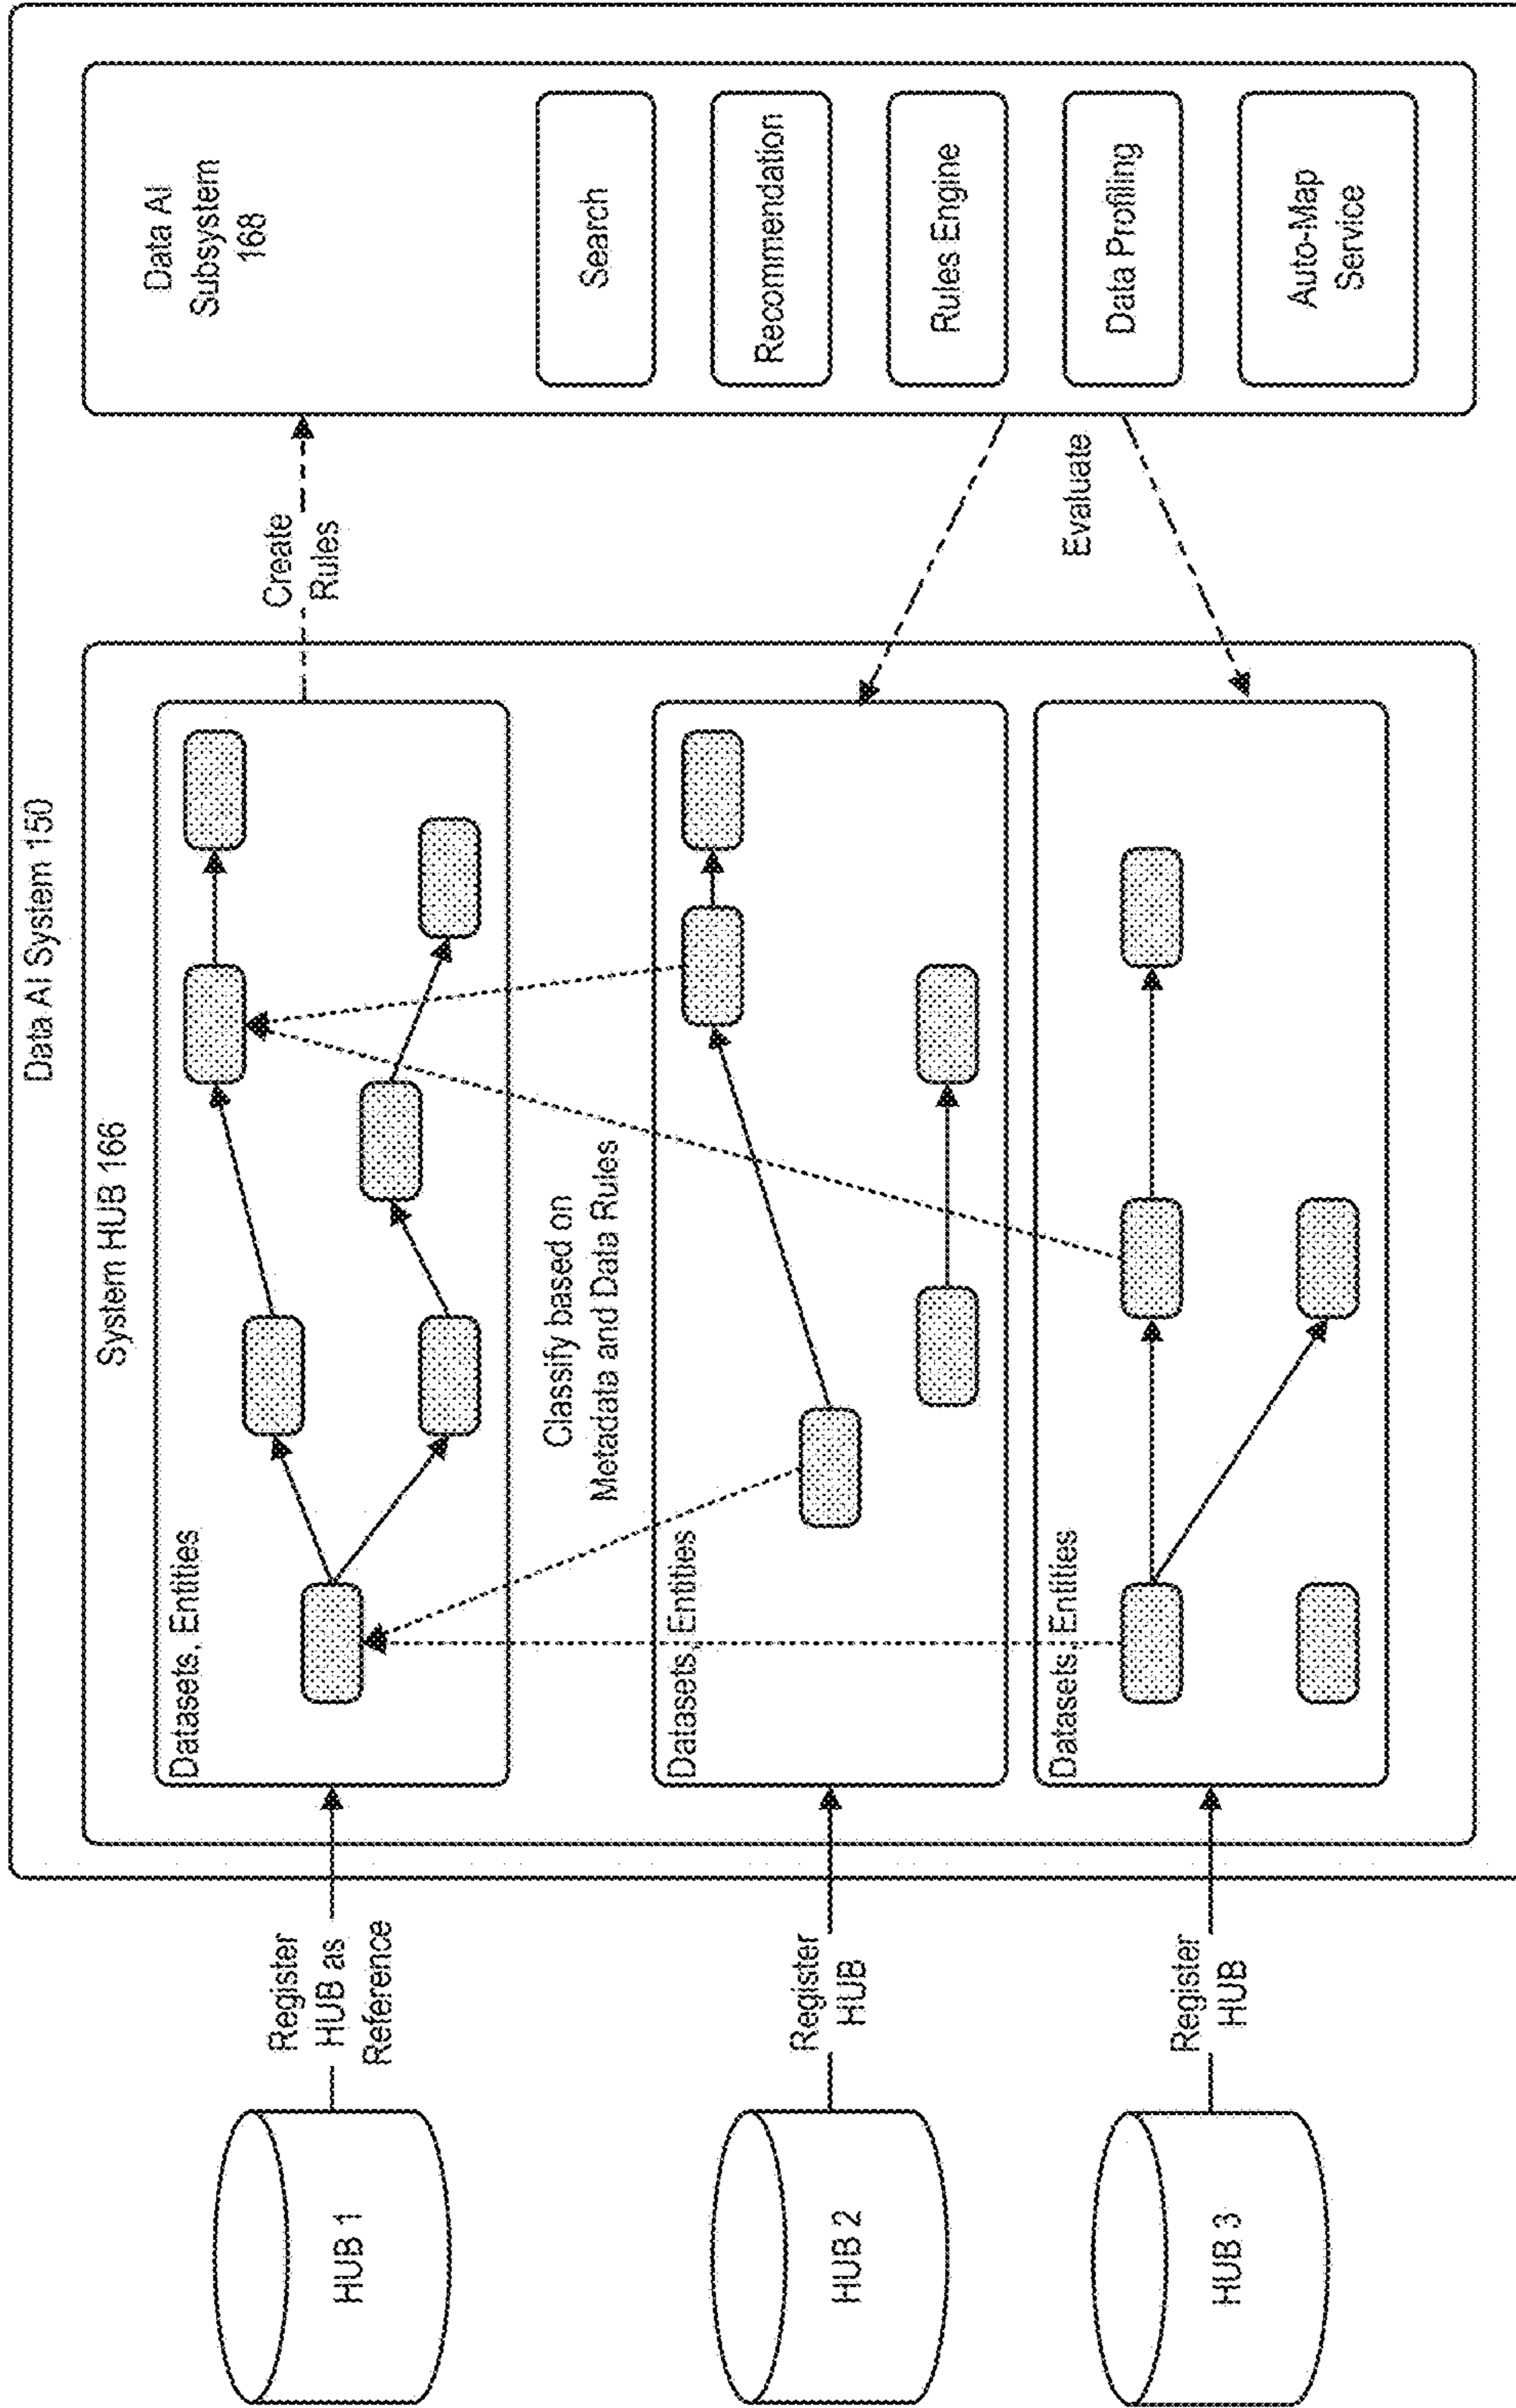 Data AI System 150
System HUB 166
HUB 1
Register
HUB as
Reference
Datasets, Entities
Create
Rules
Data AI
Subsystem
168
Search
Recommendation
Rules Engine
Data Profiling
Auto-Map
Service
Classify based on
Metadata and Data Rules
HUB 2
Register
HUB
Datasets, Entities
Evaluate
HUB 3
Register
HUB
Datasets, Entities